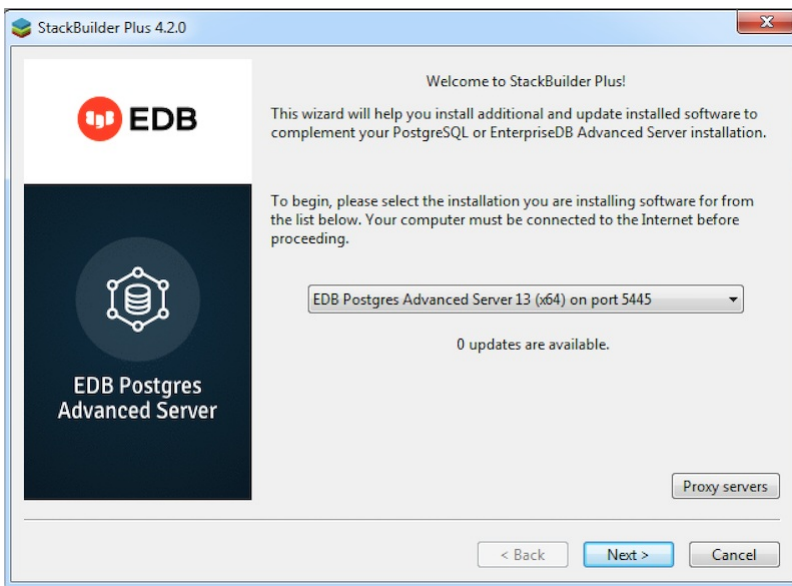 StackBuilder Plus 4.2.0
EDB
Welcome to StackBuilder Plus!
This wizard will help you install additional and update installed software to
complement your PostgreSQL or EnterpriseDB Advanced Server installation.
To begin, please select the installation you are installing software for from
the list below. Your computer must be connected to the Internet before
proceeding.
EDB Postgres Advanced Server 13 (x64) on port 5445
0 updates are available.
EDB Postgres
Advanced Server
Proxy servers
< Back
Next >
Cancel